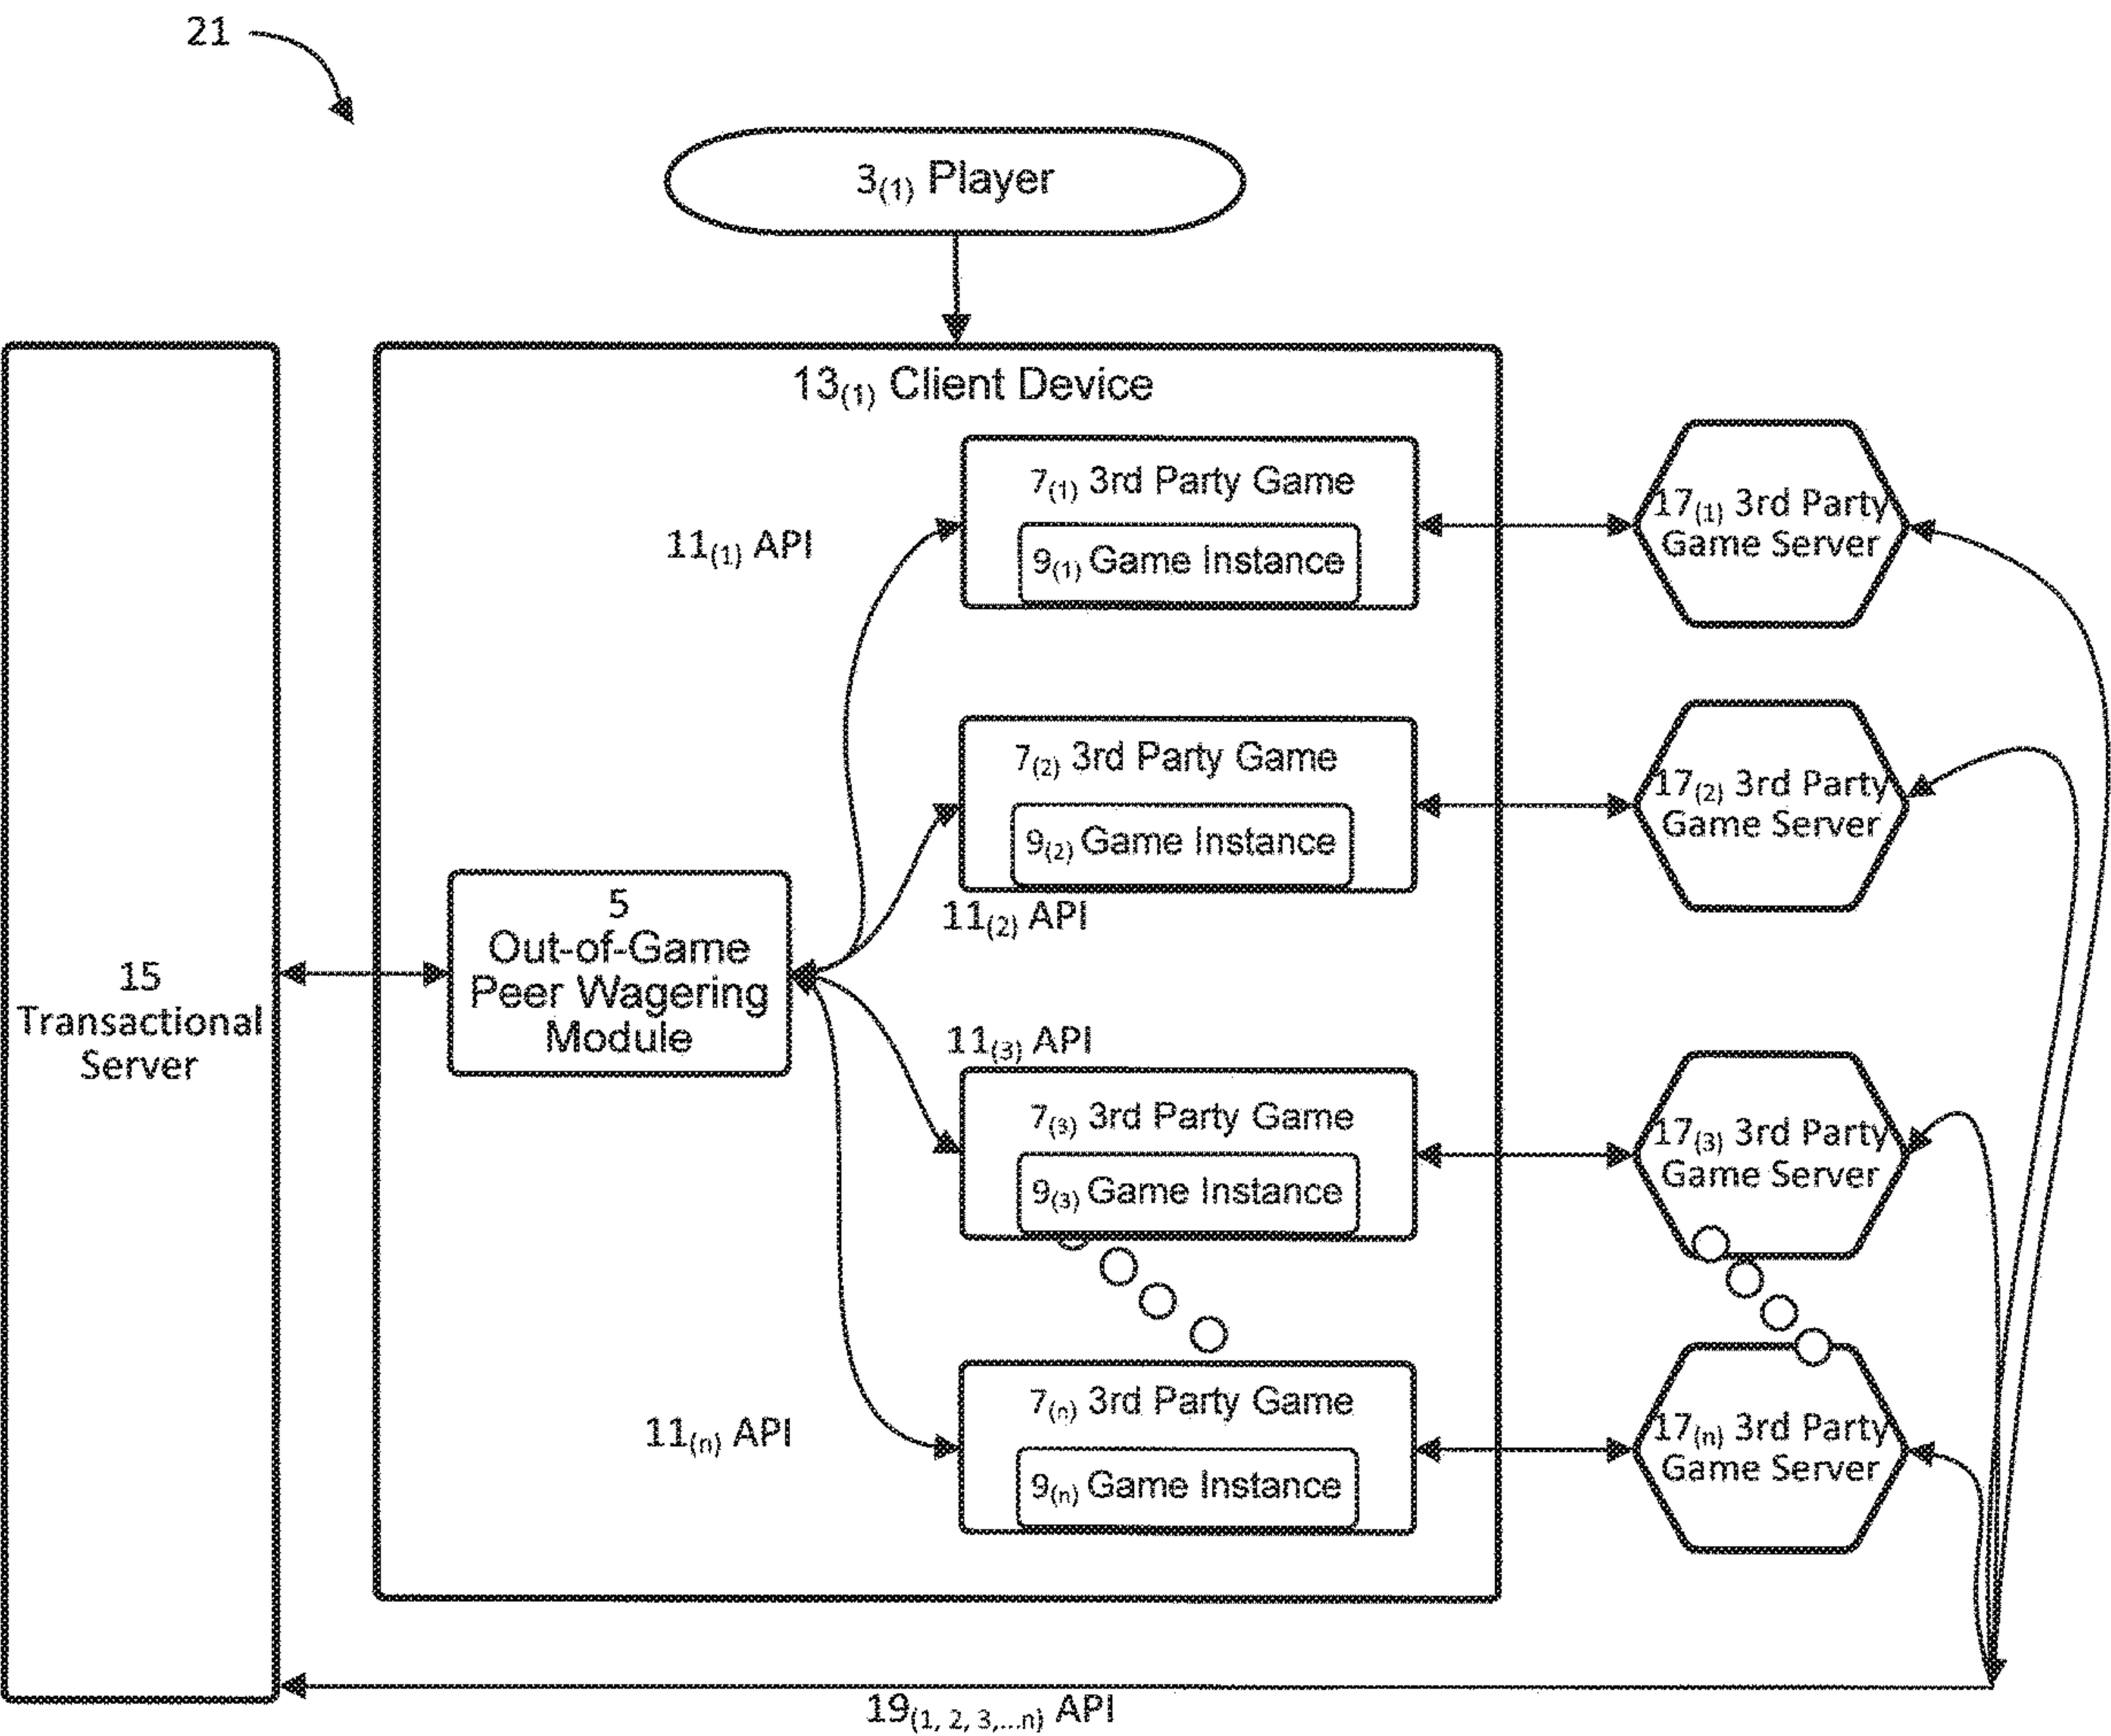 21
3(1) Player
13(1) Client Device
7(1) 3rd Party Game
9(1) Game Instance
11(1) API
17(1) 3rd Party
Game Server
7(2) 3rd Party Game
9(2) Game Instance
11(2) API
17(2) 3rd Party
Game Server
5
Out-of-Game
Peer Wagering
Module
15
Transactional
Server
11(3) API
7(3) 3rd Party Game
9(3) Game Instance
17(3) 3rd Party
Game Server
7(n) 3rd Party Game
9(n) Game Instance
11(n) API
17(n) 3rd Party
Game Server
19(1, 2, 3,...n) API